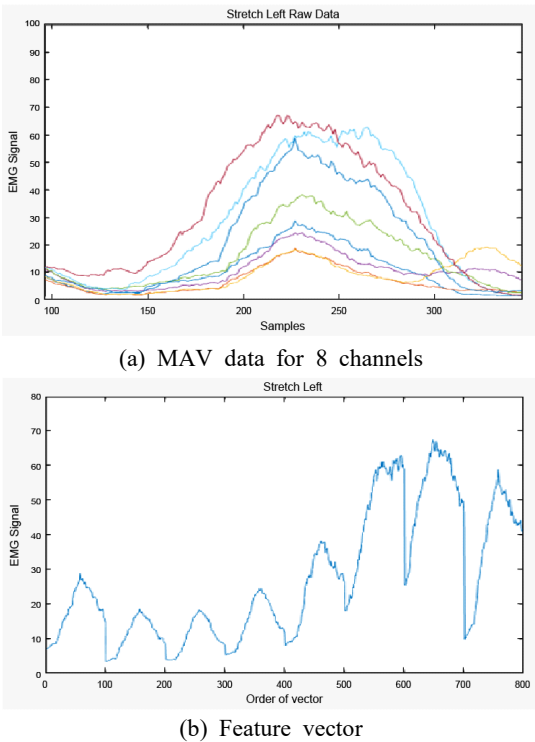 Stretch Left Raw Data
100
90
80
70
60
50
40
30
20
10
0
EMG Signal
100 150 200 250 300
Samples
(a) MAV data for 8 channels
Stretch Left
80
70
60
50
40
30
20
10
0
EMG Signal
0 100 200 300 400 500 600 700 800
Order of vector
(b) Feature vector